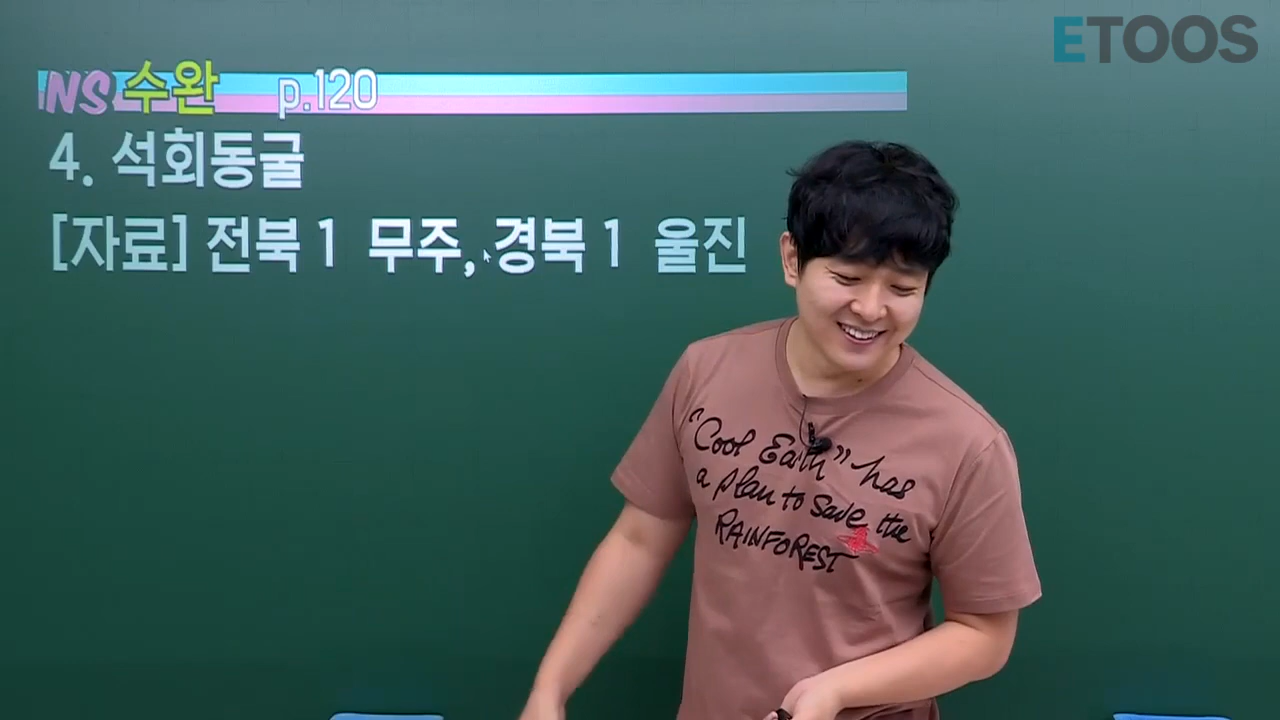 ETOOS
NS 수완 p.120
4. 석회동굴
[자료] 전북 1 무주, 경북 1 울진
"Cool Earth" has
a plan to save the
RAINFOREST